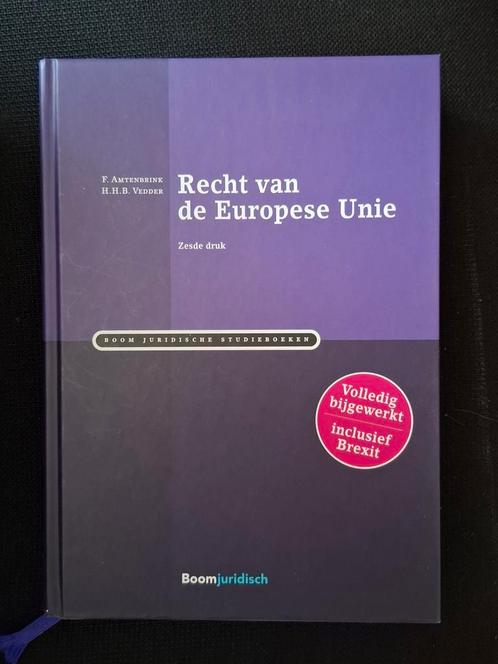 F. Amtenbrink
H.H.B. Vedder
Recht van
de Europese Unie
Zesde druk
BOOM JURIDISCHE STUDIEBOEKEN
Volledig
bijgewerkt
inclusief
Brexit
Boomjuridisch